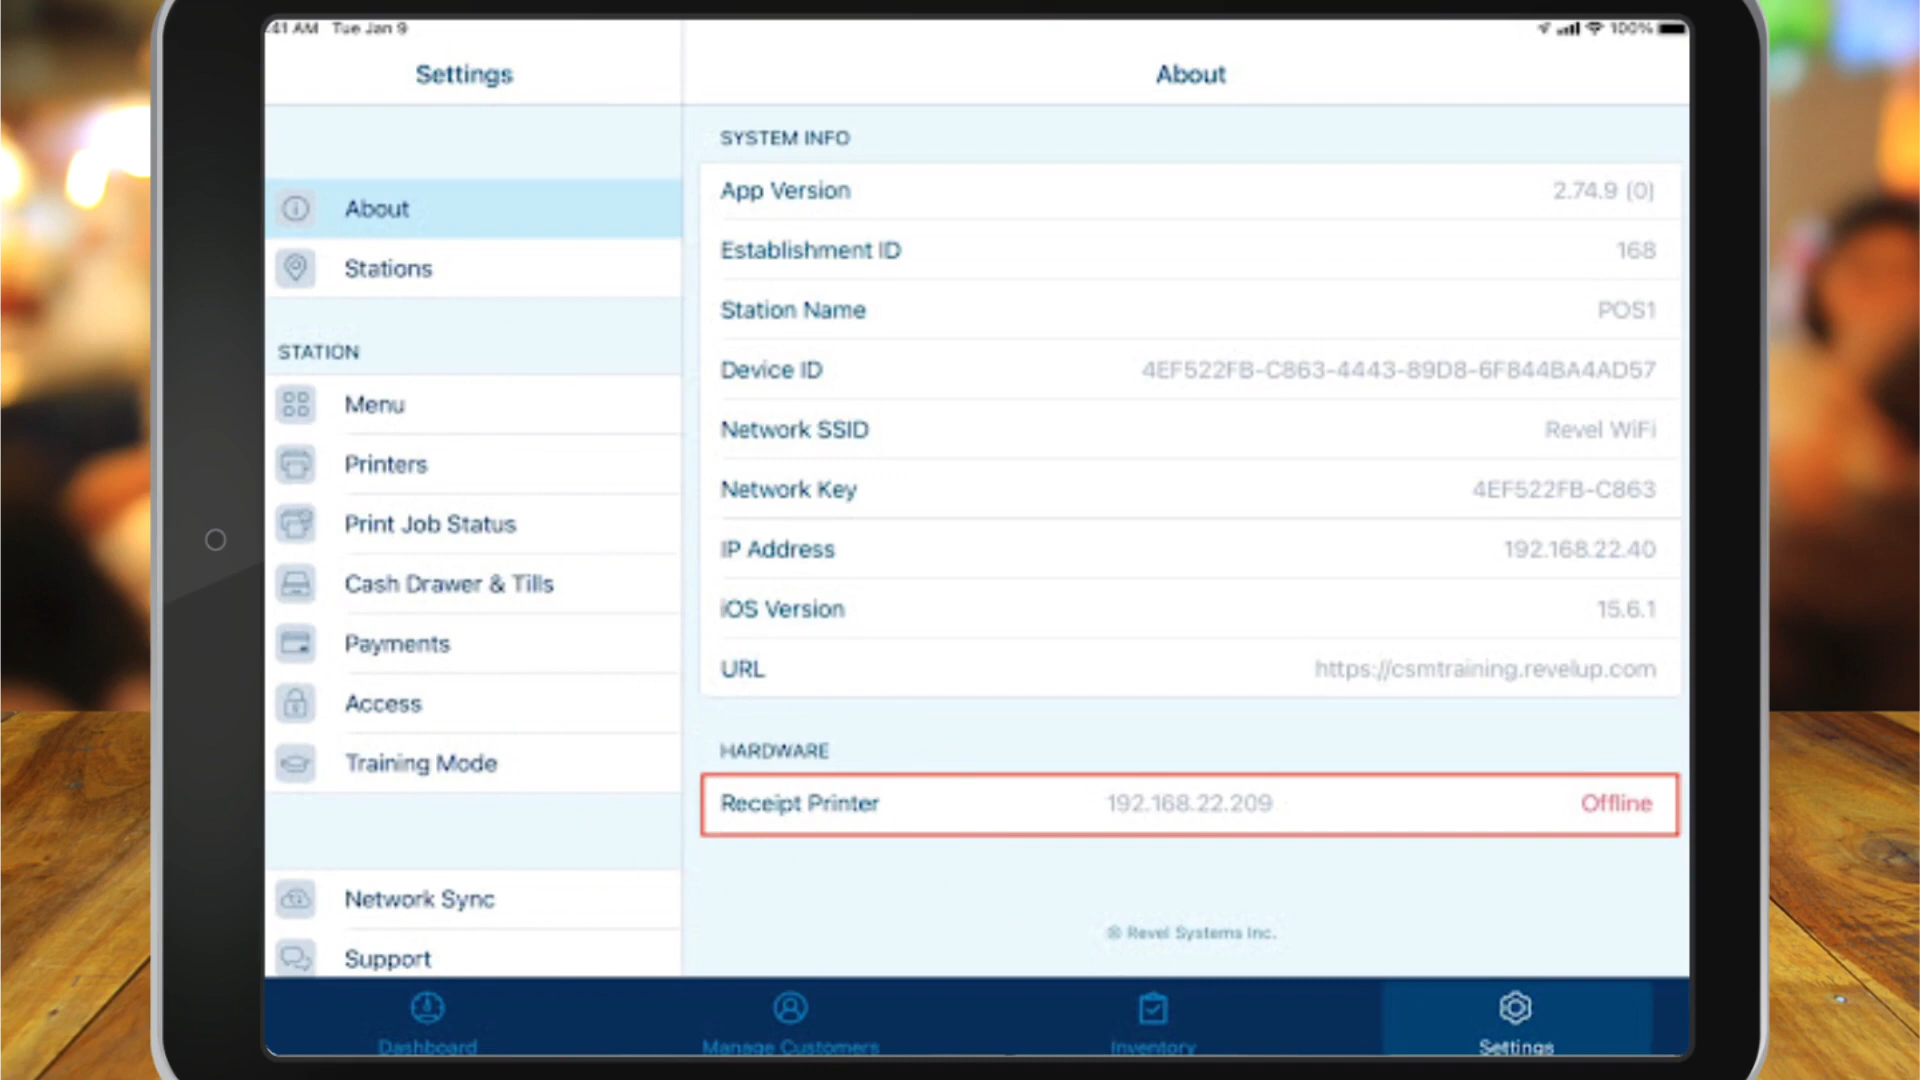 :41 AM Tue Jan 9
100%
Settings
About
About
Stations
STATION
Menu
Printers
Print Job Status
Cash Drawer & Tills
Payments
Access
Training Mode
Network Sync
Support
SYSTEM INFO
App Version 2.74.9 (0)
Establishment ID 168
Station Name POS1
Device ID 4EF522FB-C863-4443-89D8-6F844BA4AD57
Network SSID Revel WiFi
Network Key 4EF522FB-C863
IP Address 192.168.22.40
iOS Version 15.6.1
URL https://csmtraining.revelup.com
HARDWARE
Receipt Printer 192.168.22.209 Offline
© Revel Systems Inc.
Dashboard
Manage Customers
Inventory
Settings